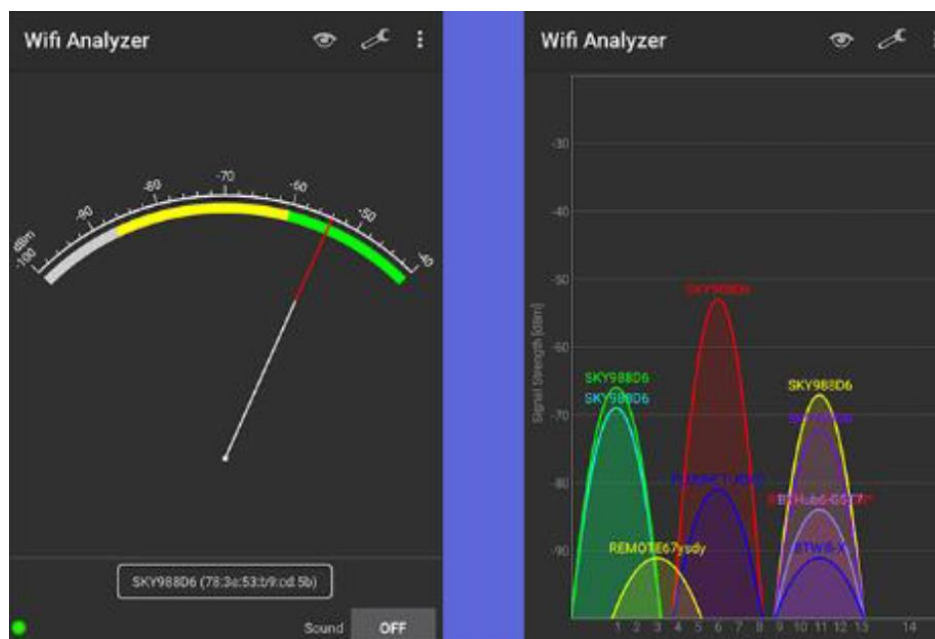 Wifi Analyzer
dBm
-100
-90
-80
-70
-60
-50
-40
SKY988D6 (78:3e:53:b9:cd:5b)
Sound OFF
Wifi Analyzer
Signal Strength [dBm]
-30
-40
-50
-60
-70
-80
-90
SKY988D6
SKY988D6
SKY988D6
SKY988D6
REMOTE67ysdy
1 2 3 4 5 6 7 8 9 10 11 12 13 14